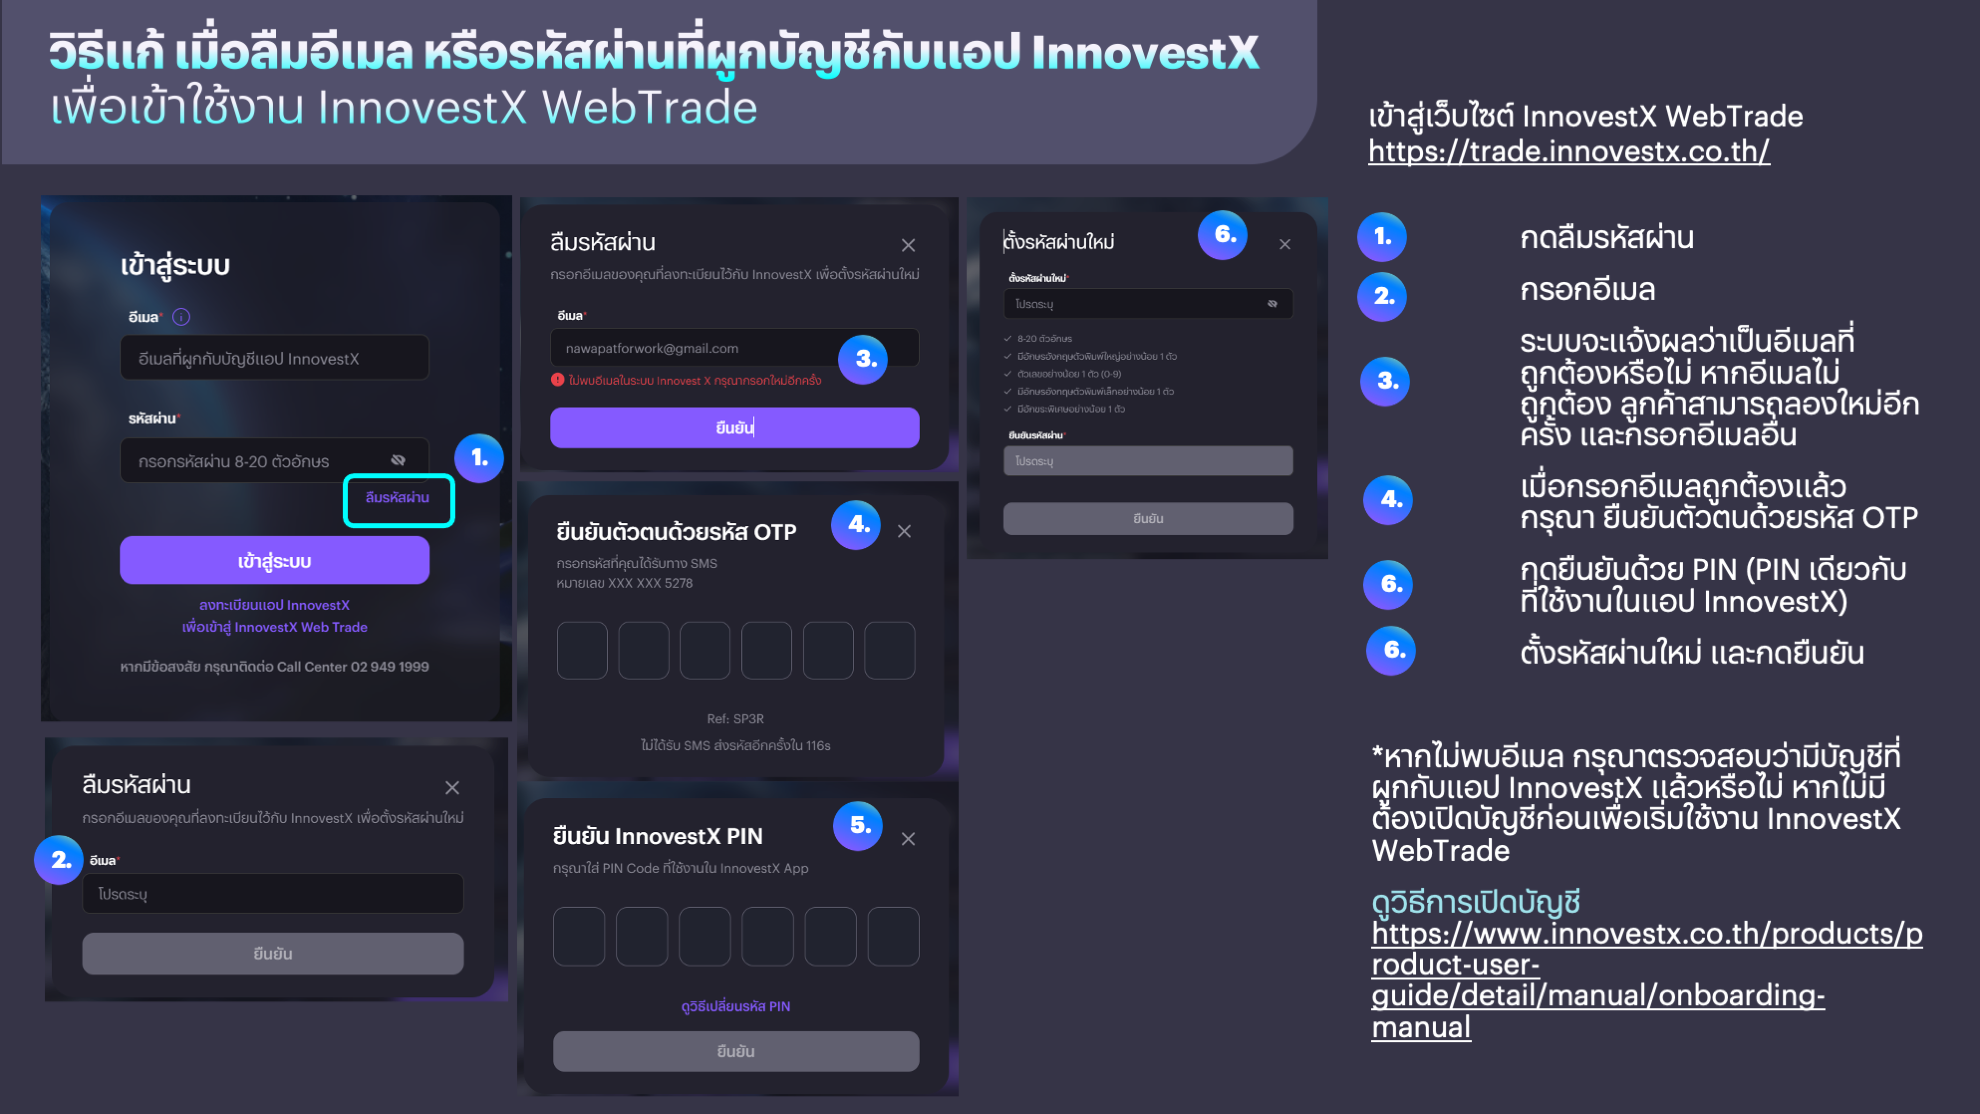 วิธีแก้ เมื่อลืมอีเมล หรือรหัสผ่านที่ผูกบัญชีกับแอป InnovestX
เพื่อเข้าใช้งาน InnovestX WebTrade
เข้าสู่ระบบ
อีเมล*
อีเมลที่ผูกกับบัญชีแอป InnovestX
รหัสผ่าน*
กรอกรหัสผ่าน 8-20 ตัวอักษร
1.
ลืมรหัสผ่าน
เข้าสู่ระบบ
ลงทะเบียนแอป InnovestX
เพื่อเข้าสู่ InnovestX Web Trade
หากมีข้อสงสัย กรุณาติดต่อ Call Center 02 949 1999
ลืมรหัสผ่าน
กรอกอีเมลของคุณที่ลงทะเบียนไว้กับ InnovestX เพื่อตั้งรหัสผ่านใหม่
2.
อีเมล*
โปรดระบุ
ยืนยัน
ลืมรหัสผ่าน
กรอกอีเมลของคุณที่ลงทะเบียนไว้กับ InnovestX เพื่อตั้งรหัสผ่านใหม่
อีเมล*
nawapatforwork@gmail.com
3.
ไม่พบอีเมลในระบบ Innovest X กรุณากรอกใหม่อีกครั้ง
ยืนยัน
ยืนยันตัวตนด้วยรหัส OTP
4.
กรอกรหัสที่คุณได้รับทาง SMS
หมายเลข XXX XXX 5278
Ref: SP3R
ไม่ได้รับ SMS ส่งรหัสอีกครั้งใน 116s
ยืนยัน InnovestX PIN
5.
กรุณาใส่ PIN Code ที่ใช้งานใน InnovestX App
ดูวิธีเปลี่ยนรหัส PIN
ยืนยัน
ตั้งรหัสผ่านใหม่
6.
ตั้งรหัสผ่านใหม่*
โปรดระบุ
8-20 ตัวอักษร
มีอักษรอังกฤษตัวพิมพ์ใหญ่อย่างน้อย 1 ตัว
ตัวเลขอย่างน้อย 1 ตัว (0-9)
มีอักษรอังกฤษตัวพิมพ์เล็กอย่างน้อย 1 ตัว
มีอักขระพิเศษอย่างน้อย 1 ตัว
ยืนยันรหัสผ่าน*
โปรดระบุ
ยืนยัน
เข้าสู่เว็บไซต์ InnovestX WebTrade
https://trade.innovestx.co.th/
1. กดลืมรหัสผ่าน
2. กรอกอีเมล
3. ระบบจะแจ้งผลว่าเป็นอีเมลที่
ถูกต้องหรือไม่ หากอีเมลไม่
ถูกต้อง ลูกค้าสามารถลองใหม่อีก
ครั้ง และกรอกอีเมลอื่น
4. เมื่อกรอกอีเมลถูกต้องแล้ว
กรุณา ยืนยันตัวตนด้วยรหัส OTP
6. กดยืนยันด้วย PIN (PIN เดียวกับ
ที่ใช้งานในแอป InnovestX)
6. ตั้งรหัสผ่านใหม่ และกดยืนยัน
*หากไม่พบอีเมล กรุณาตรวจสอบว่ามีบัญชีที่
ผูกกับแอป InnovestX แล้วหรือไม่ หากไม่มี
ต้องเปิดบัญชีก่อนเพื่อเริ่มใช้งาน InnovestX
WebTrade
ดูวิธีการเปิดบัญชี
https://www.innovestx.co.th/products/p
roduct-user-
guide/detail/manual/onboarding-
manual